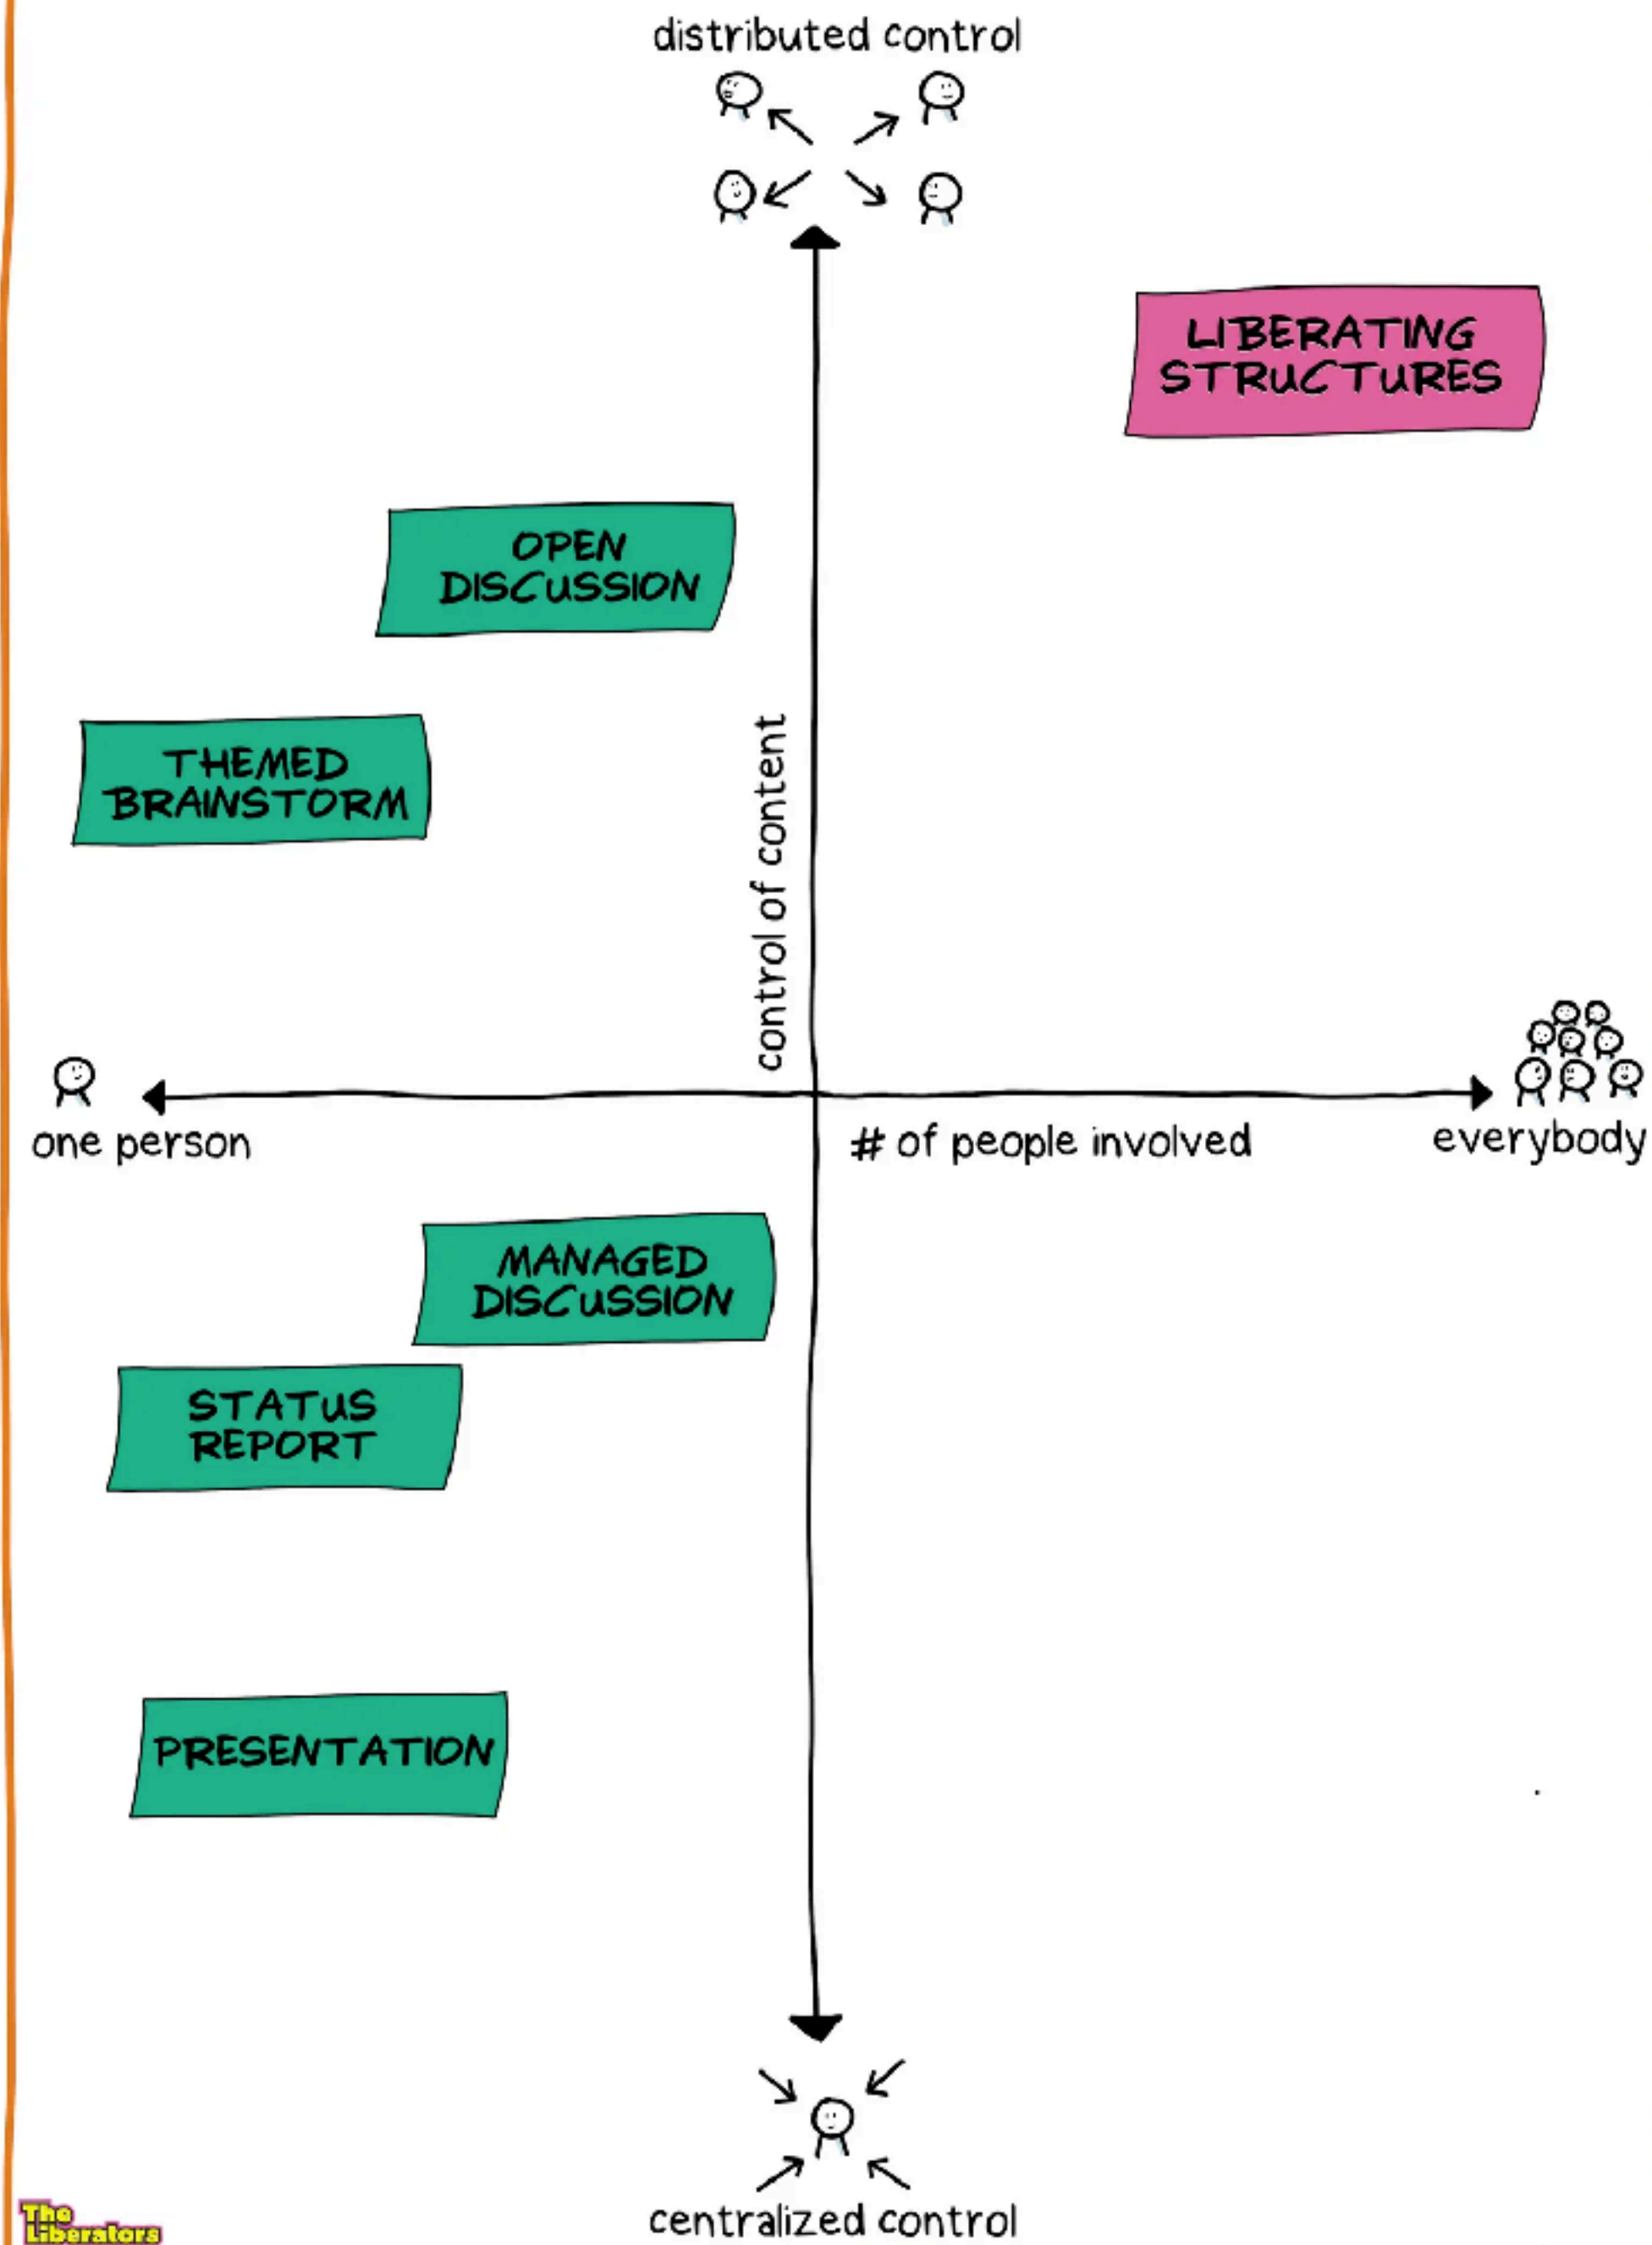 distributed control
LIBERATING
STRUCTURES
OPEN
DISCUSSION
THEMED
BRAINSTORM
control of content
one person
# of people involved
everybody
MANAGED
DISCUSSION
STATUS
REPORT
PRESENTATION
centralized control
The
Liberators